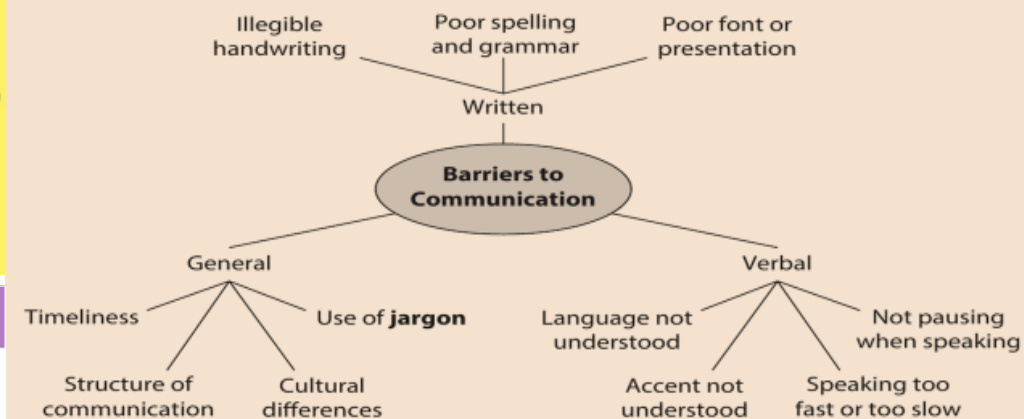 Illegible
handwriting
Poor spelling
and grammar
Poor font or
presentation
Written
Barriers to
Communication
General
Verbal
Timeliness
Use of jargon
Language not
understood
Not pausing
when speaking
Structure of
communication
Cultural
differences
Accent not
understood
Speaking too
fast or too slow